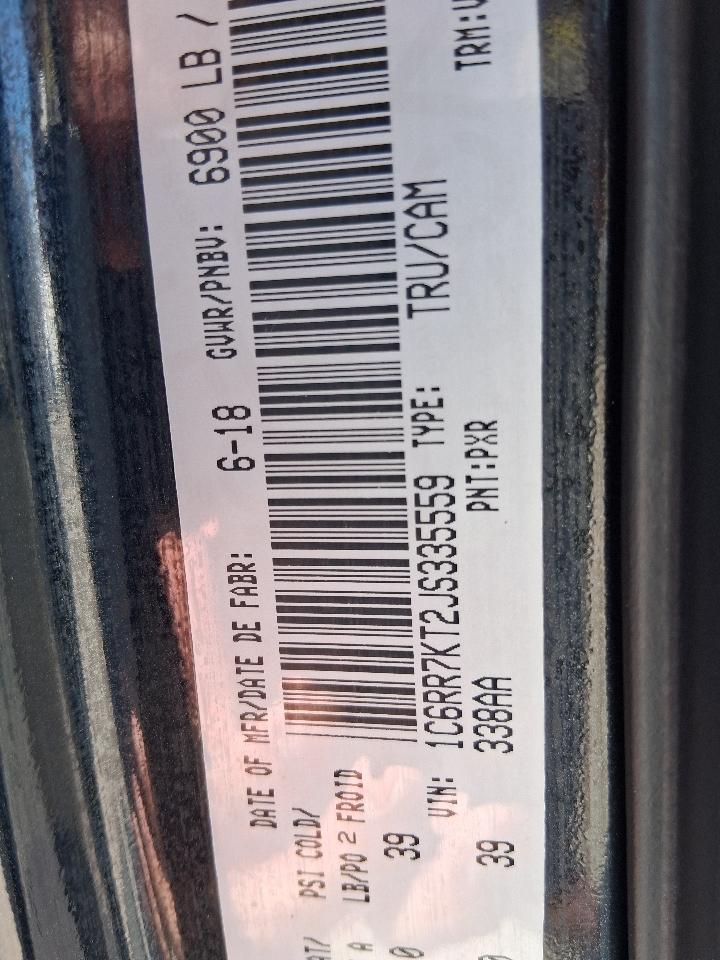 DATE OF MFR/DATE DE FABR: 6-18 GVWR/PNBV: 6900 LB /
PSI COLD/
LB/PO 2 FROID
39
VIN: 1C6RR7KT2JS335559 TYPE: TRU/CAM
39 338AA PNT:PXR
TRM: